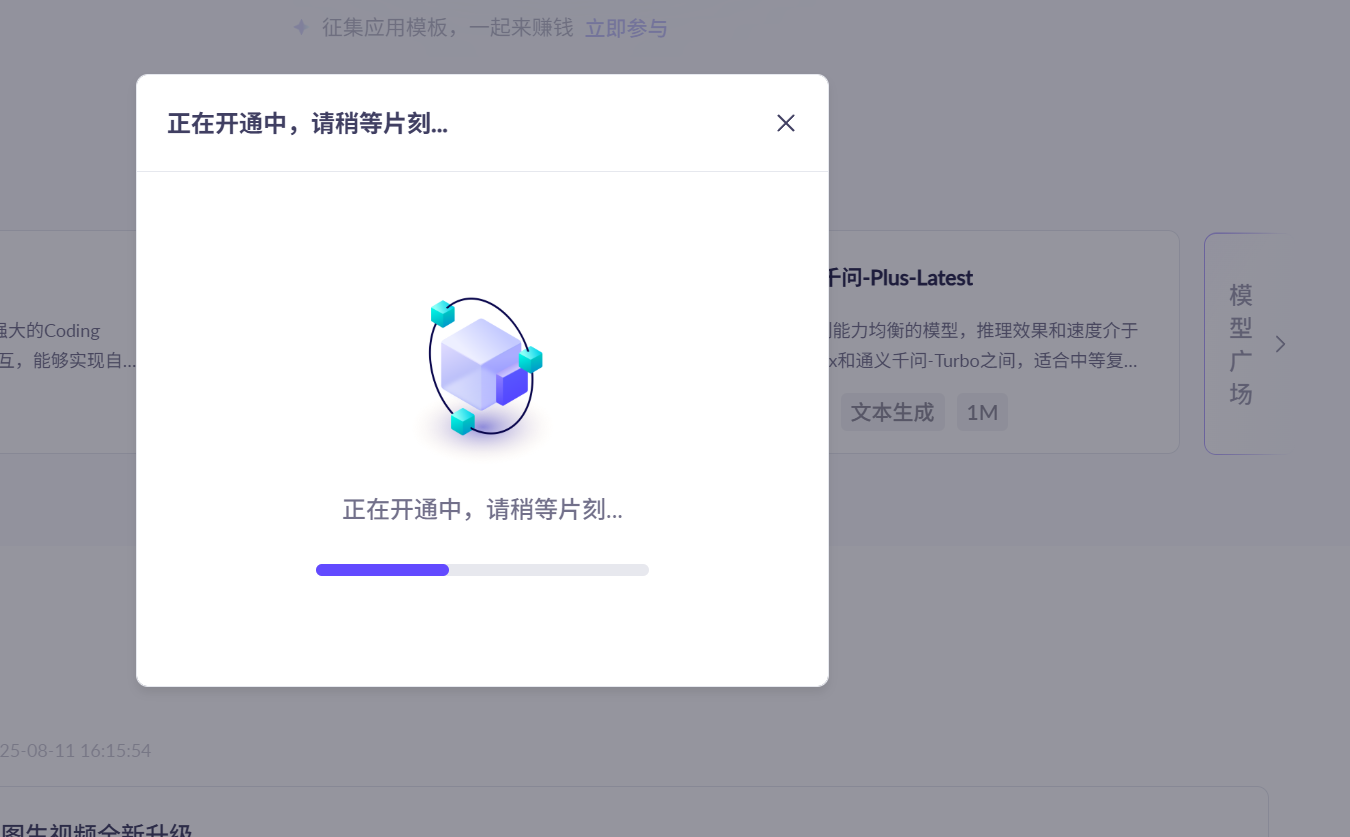 征集应用模板，一起来赚钱 立即参与
正在开通中，请稍等片刻...
千问-Plus-Latest
强大的Coding
互，能够实现自...
能力均衡的模型，推理效果和速度介于
x和通义千问-Turbo之间，适合中等复...
文本生成 1M
模
型
广
场
正在开通中，请稍等片刻...
25-08-11 16:15:54
图生视频全新升级